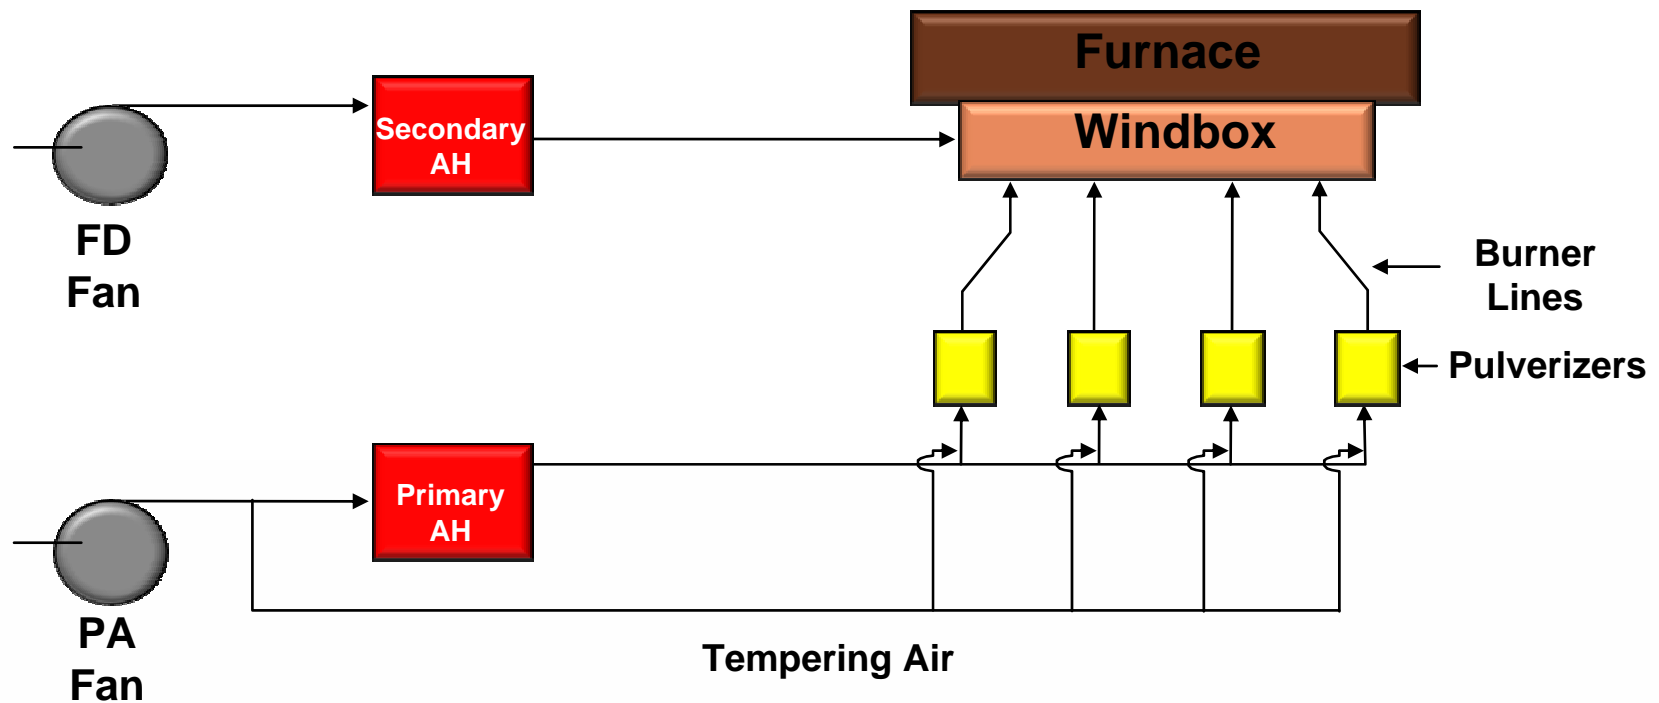 Furnace
Secondary
AH
Windbox
FD
Fan
Burner
Lines
Pulverizers
Primary
AH
PA
Fan
Tempering Air